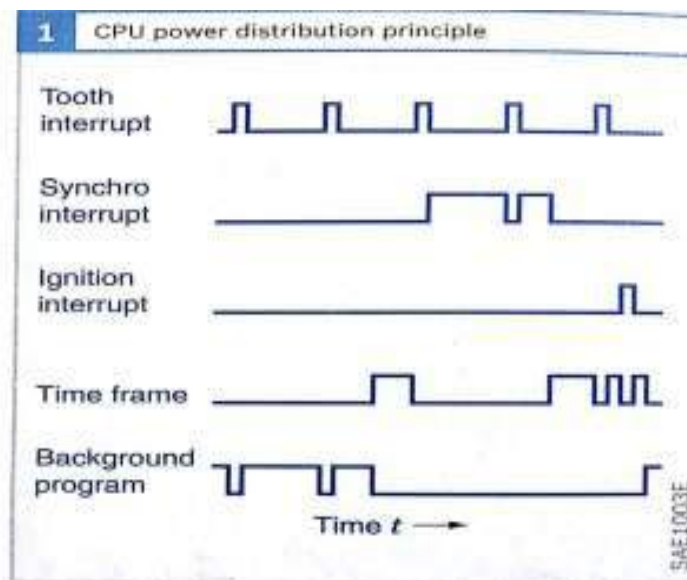 1 CPU power distribution principle
Tooth
interrupt
Synchro
interrupt
Ignition
interrupt
Time frame
Background
program
Time t
SAE1003E